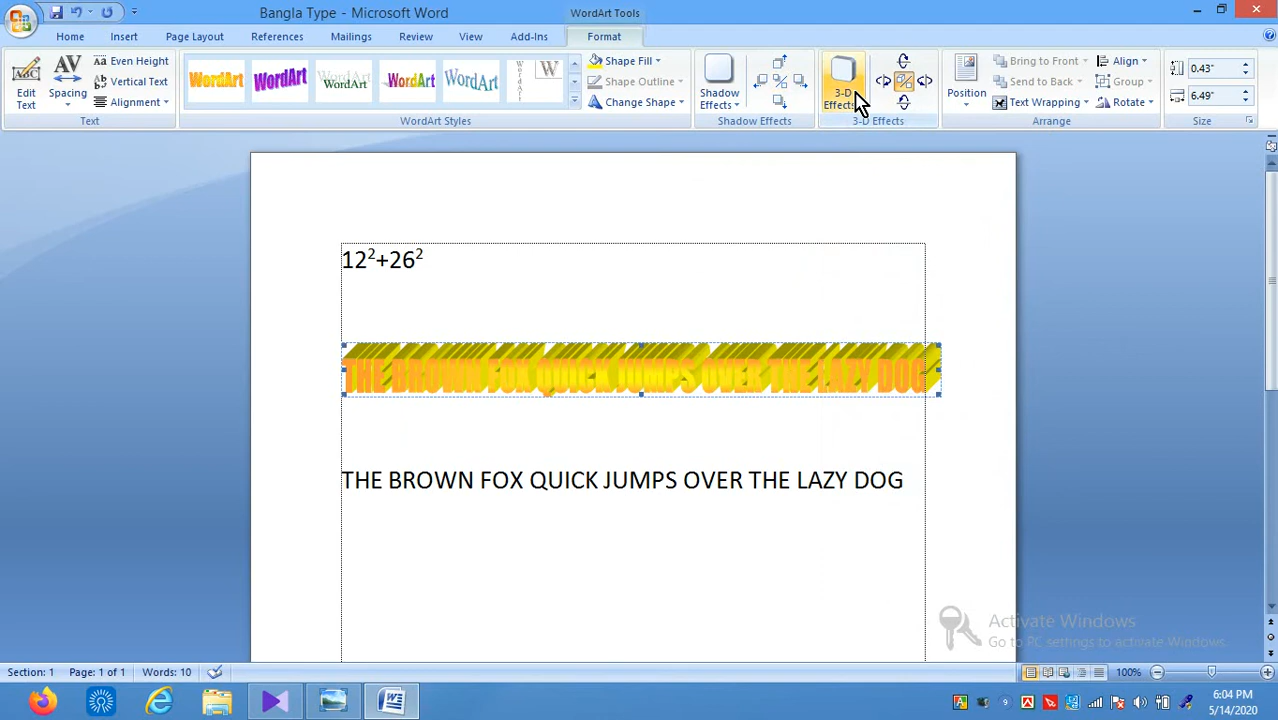 Bangla Type - Microsoft Word
WordArt Tools
Home Insert Page Layout References Mailings Review View Add-Ins Format
Edit Text
Spacing
Even Height
Vertical Text
Alignment
Text
WordArt WordArt WordArt WordArt WordArt W
WordArt Styles
Shape Fill
Shape Outline
Change Shape
Shadow Effects
Shadow Effects
3-D Effects
3-D Effects
Position
Bring to Front
Send to Back
Text Wrapping
Align
Group
Rotate
Arrange
0.43"
6.49"
Size
12²+26²
THE BROWN FOX QUICK JUMPS OVER THE LAZY DOG
THE BROWN FOX QUICK JUMPS OVER THE LAZY DOG
Activate Windows
Go to PC settings to activate Windows.
Section: 1 Page: 1 of 1 Words: 10 100%
6:04 PM
5/14/2020